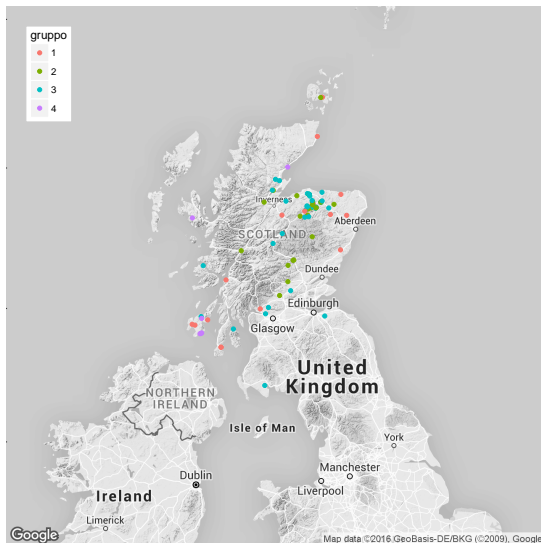 gruppo
1
2
3
4
Inverness
Aberdeen
SCOTLAND
Dundee
Edinburgh
Glasgow
United
Kingdom
NORTHERN
IRELAND
Isle of Man
York
Dublin
Manchester
Ireland
Liverpool
Limerick
Google
Map data ©2016 GeoBasis-DE/BKG (©2009), Google